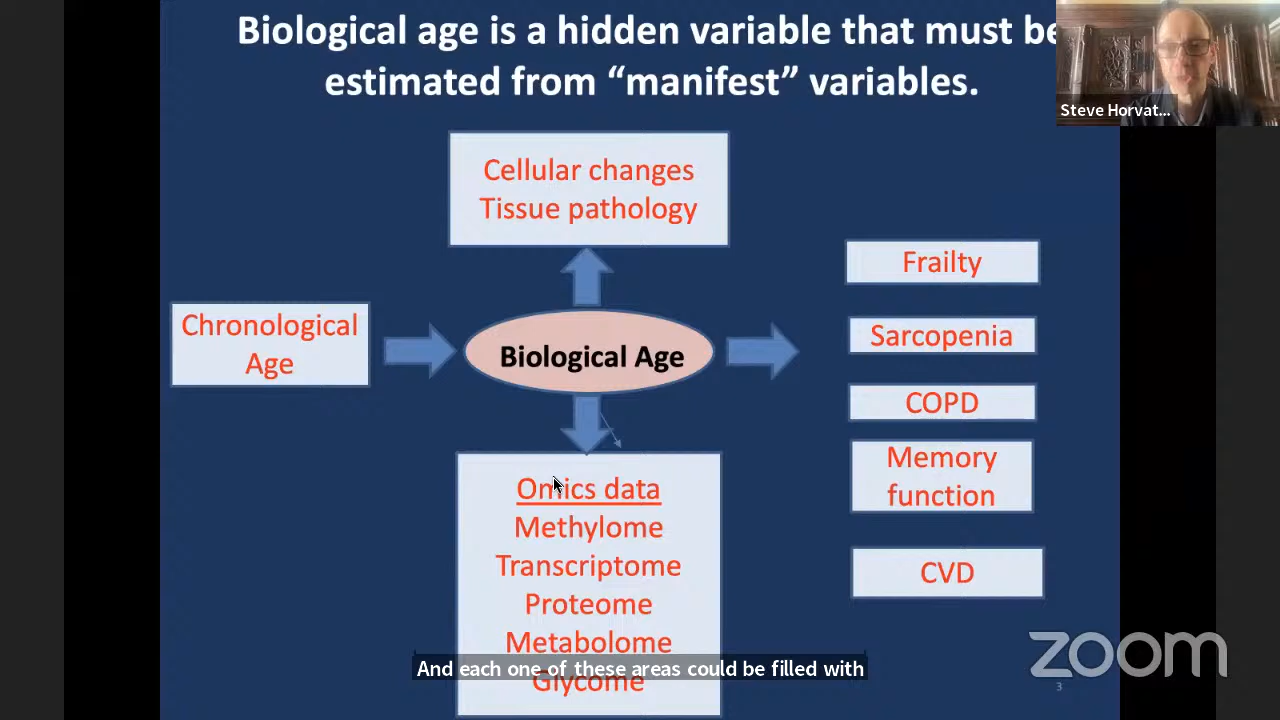 Biological age is a hidden variable that must be
estimated from “manifest” variables.
Steve Horvat...
Cellular changes
Tissue pathology
Chronological
Age
Biological Age
Frailty
Sarcopenia
COPD
Memory
function
CVD
Omics data
Methylome
Transcriptome
Proteome
Metabolome
Glycome
And each one of these areas could be filled with
zoom
3